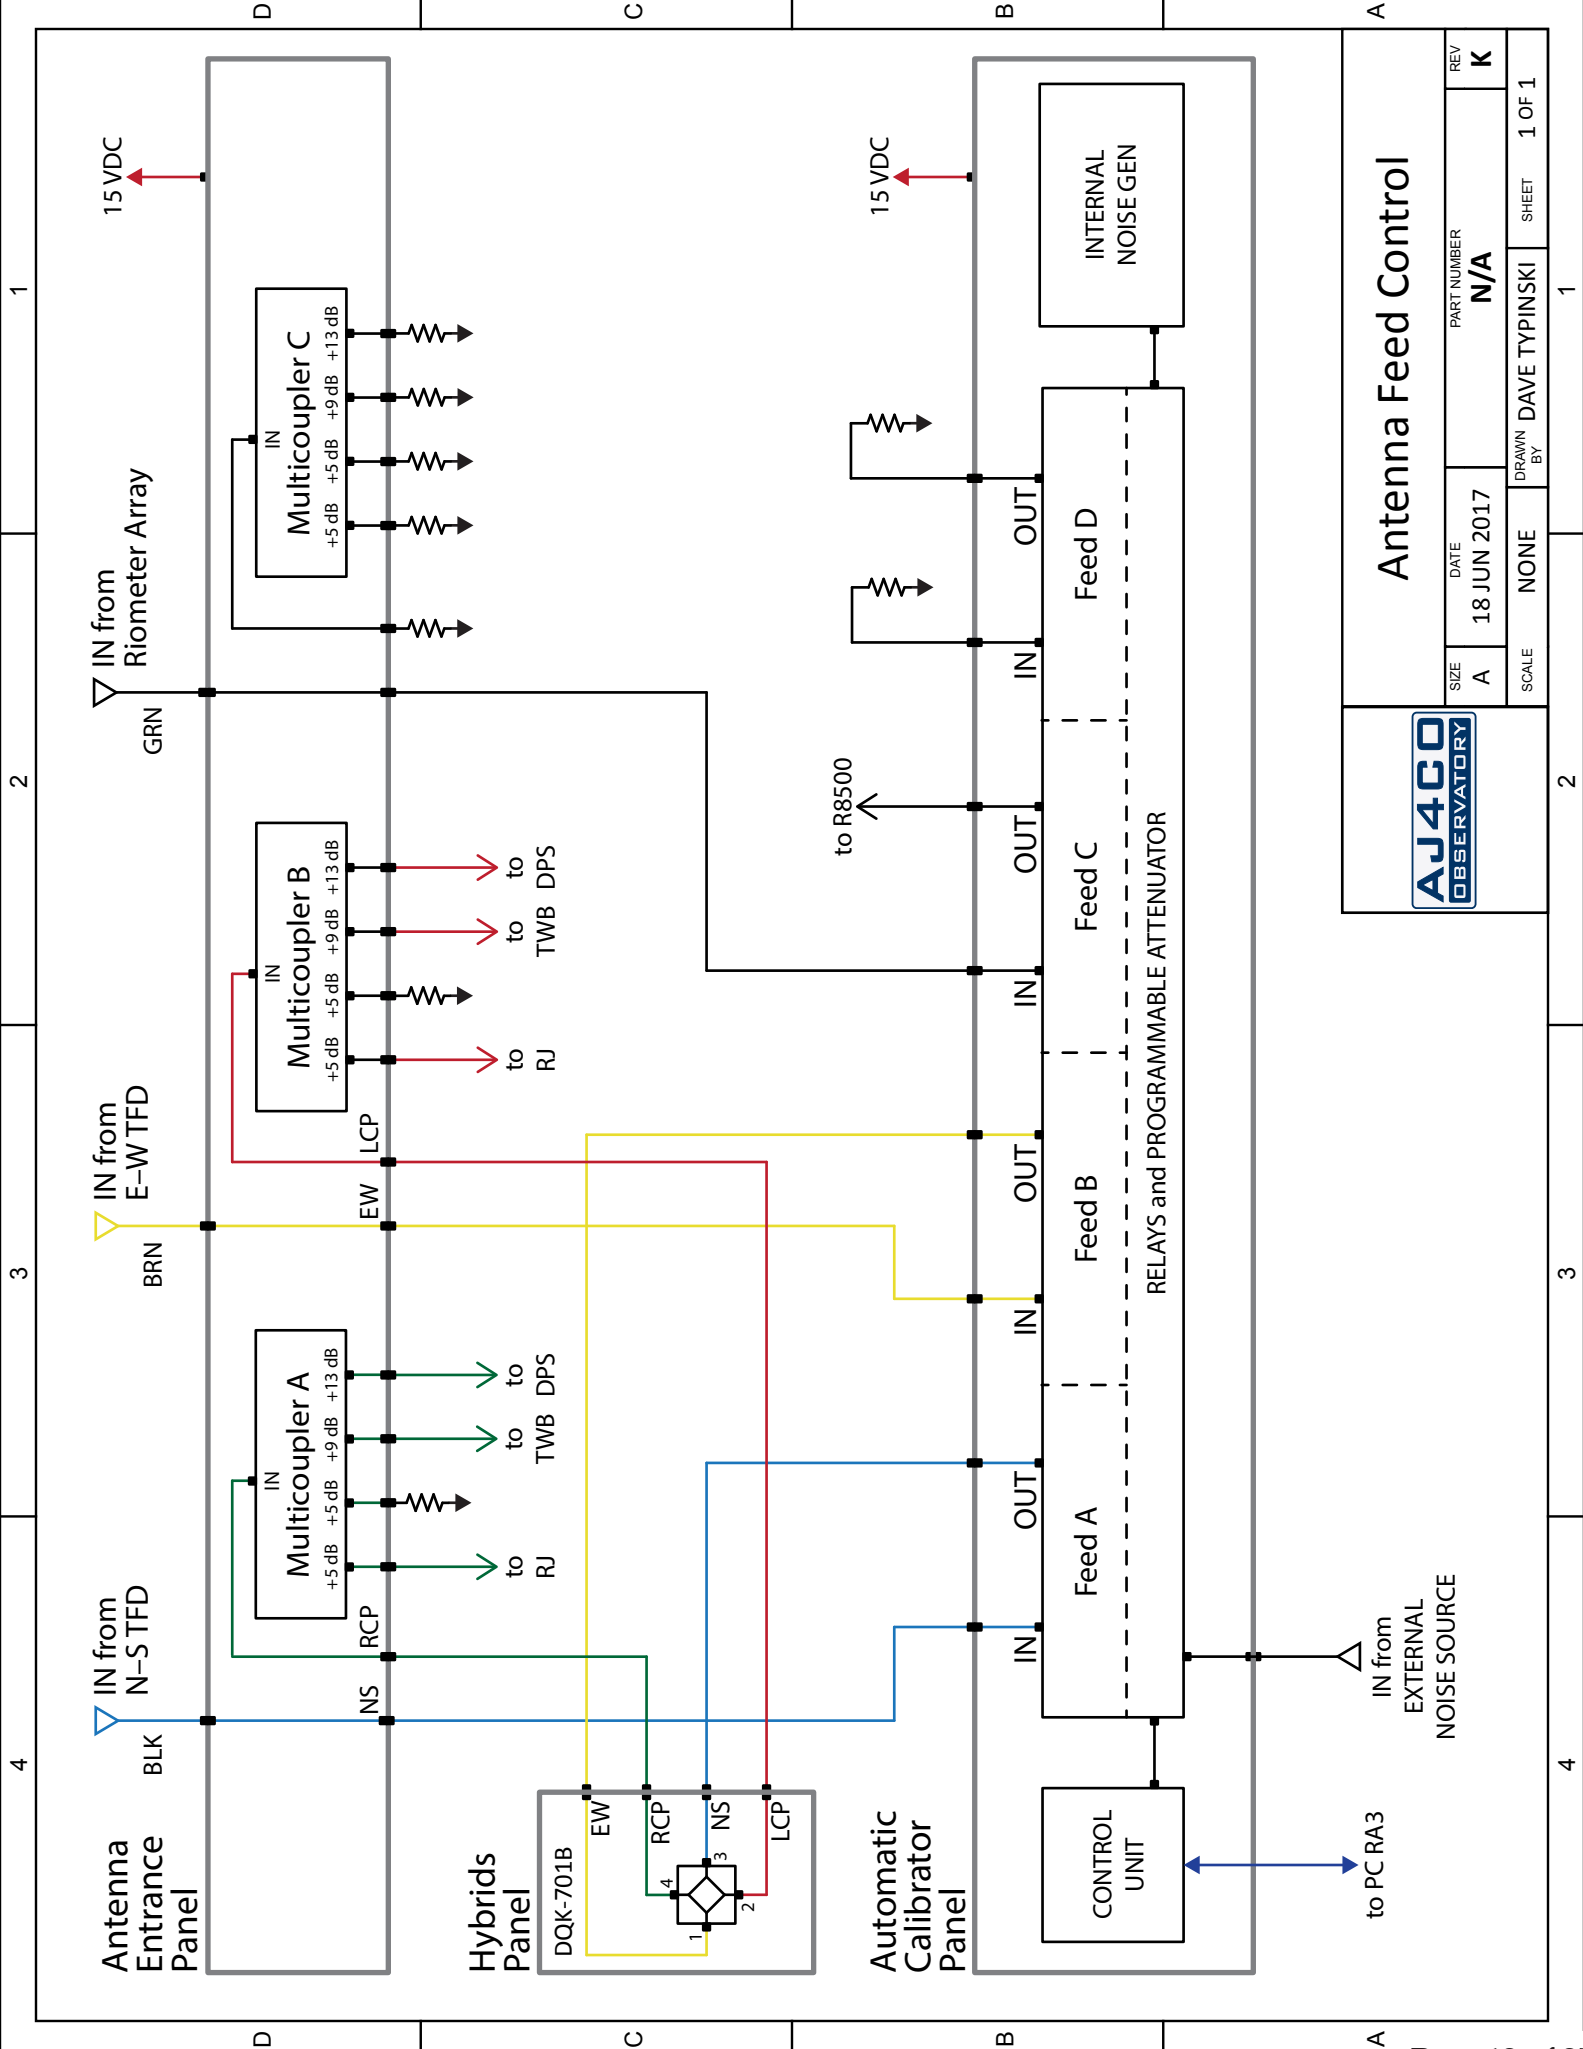 4
3
2
1
D
C
B
A
D
C
B
A
4
3
2
1
Antenna
Entrance
Panel
IN from
N–S TFD
BLK
NS
RCP
IN
Multicoupler A
+5 dB
+5 dB
+9 dB
+13 dB
to
RJ
to
TWB
to
DPS
IN from
E–W TFD
BRN
EW
LCP
IN
Multicoupler B
+5 dB
+5 dB
+9 dB
+13 dB
to
RJ
to
TWB
to
DPS
IN from
Riometer Array
GRN
IN
Multicoupler C
+5 dB
+5 dB
+9 dB
+13 dB
15 VDC
Hybrids
Panel
DQK-701B
EW
RCP
NS
LCP
1
2
3
4
Automatic
Calibrator
Panel
to R8500
15 VDC
IN
OUT
IN
OUT
IN
OUT
IN
OUT
Feed A
Feed B
Feed C
Feed D
RELAYS and PROGRAMMABLE ATTENUATOR
CONTROL
UNIT
INTERNAL
NOISE GEN
to PC RA3
IN from
EXTERNAL
NOISE SOURCE
AJ4CO
OBSERVATORY
Antenna Feed Control
SIZE
A
DATE
18 JUN 2017
PART NUMBER
N/A
REV
K
SCALE
NONE
DRAWN
BY
DAVE TYPINSKI
SHEET
1 OF 1